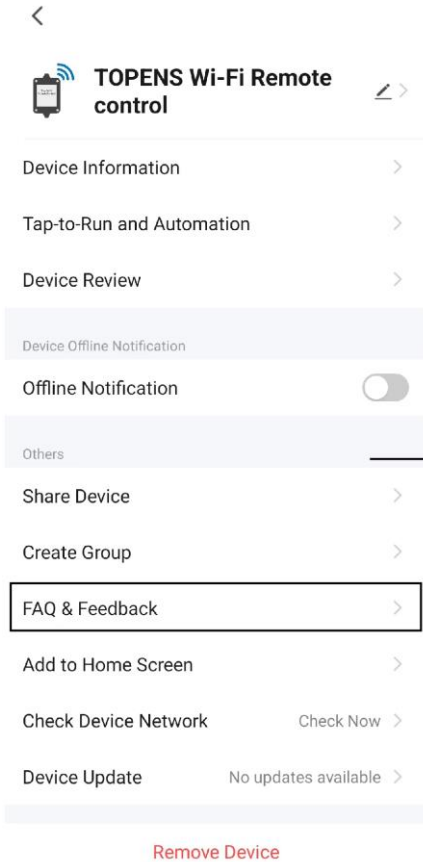 TOPENS Wi-Fi Remote
control
Device Information
Tap-to-Run and Automation
Device Review
Device Offline Notification
Offline Notification
Others
Share Device
Create Group
FAQ & Feedback
Add to Home Screen
Check Device Network Check Now
Device Update No updates available
Remove Device